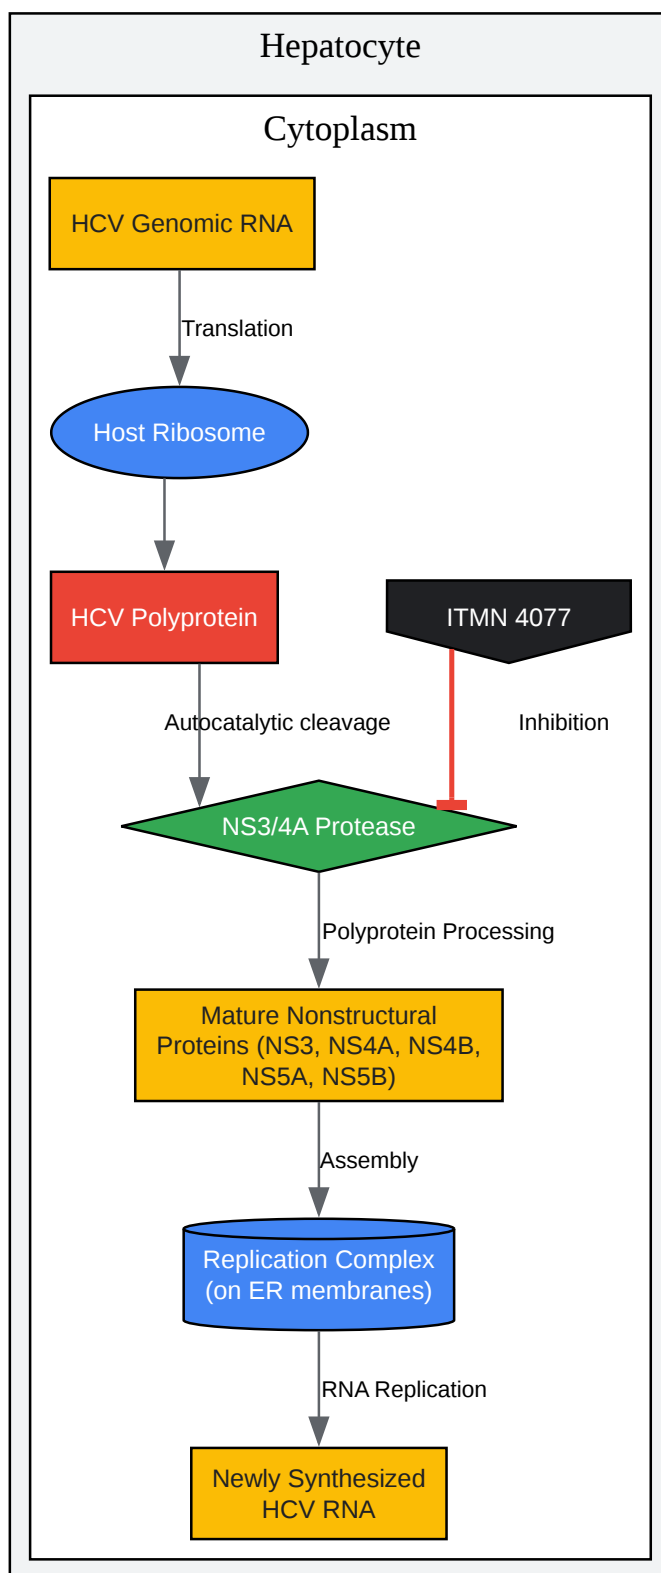 Hepatocyte
Cytoplasm
HCV Genomic RNA
Translation
Host Ribosome
HCV Polyprotein
ITMN 4077
Autocatalytic cleavage
Inhibition
NS3/4A Protease
Polyprotein Processing
Mature Nonstructural
Proteins (NS3, NS4A, NS4B,
NS5A, NS5B)
Assembly
Replication Complex
(on ER membranes)
RNA Replication
Newly Synthesized
HCV RNA